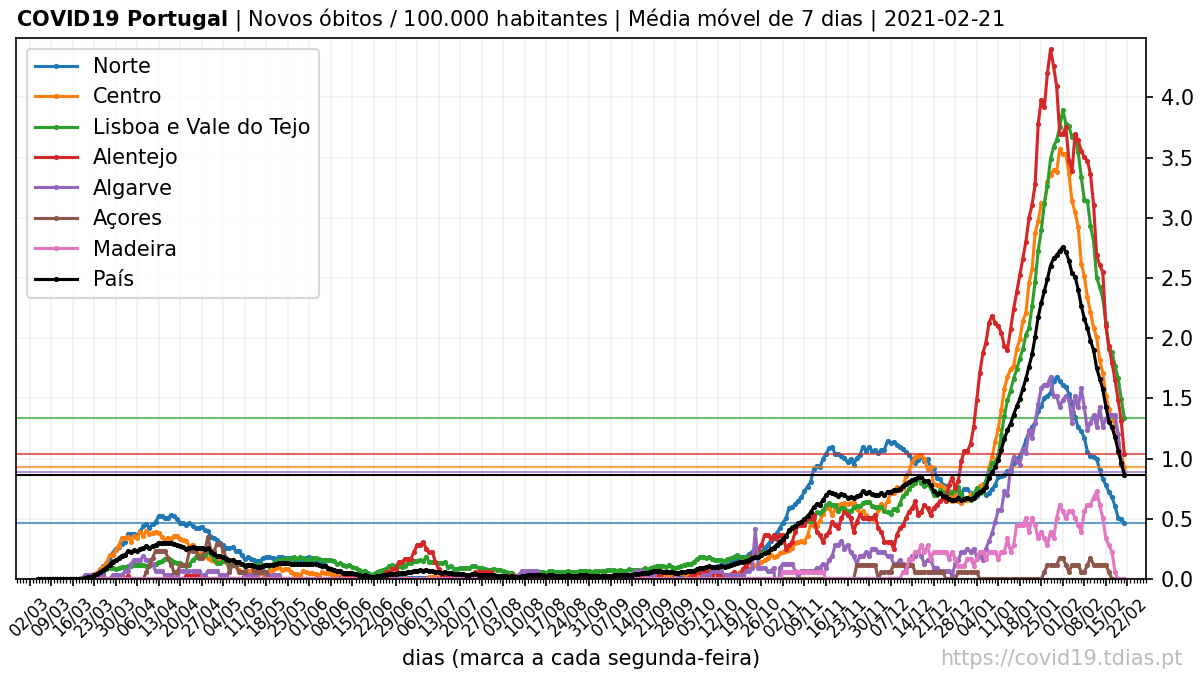 COVID19 Portugal | Novos óbitos / 100.000 habitantes | Média móvel de 7 dias | 2021-02-21
Norte
Centro
Lisboa e Vale do Tejo
Alentejo
Algarve
Açores
Madeira
País
4.0
3.5
3.0
2.5
2.0
1.5
1.0
0.5
0.0
02/03 09/03 16/03 23/03 30/03 06/04 13/04 20/04 27/04 04/05 11/05 18/05 25/05 01/06 08/06 15/06 22/06 29/06 06/07 13/07 20/07 27/07 03/08 10/08 17/08 24/08 31/08 07/09 14/09 21/09 28/09 05/10 12/10 19/10 26/10 02/11 09/11 16/11 23/11 30/11 07/12 14/12 21/12 28/12 04/01 11/01 18/01 25/01 01/02 08/02 15/02 22/02
dias (marca a cada segunda-feira)
https://covid19.tdias.pt